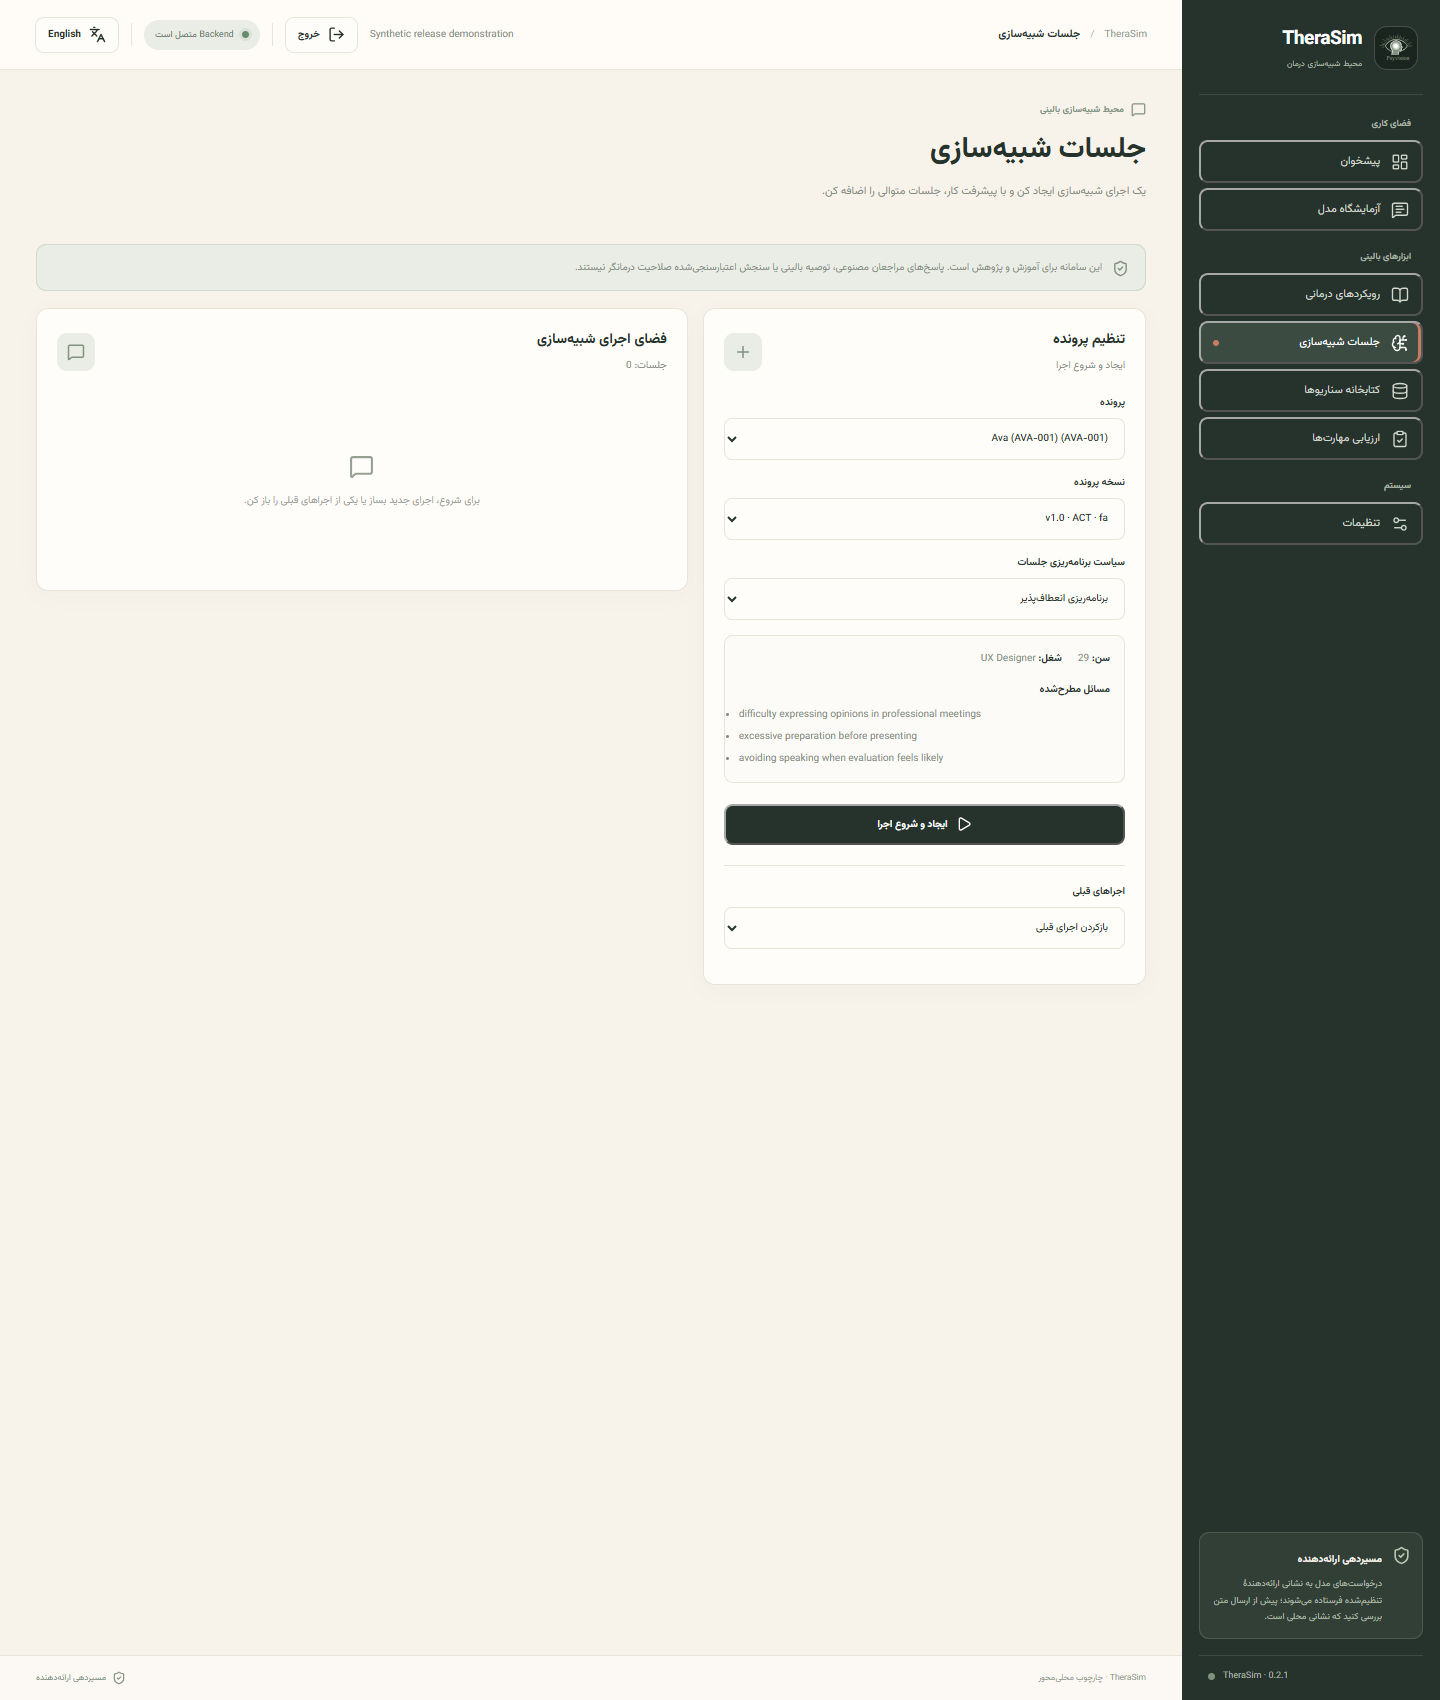 TheraSim
محیط شبیه‌سازی درمان
Psyvision
فضای کاری
پیشخوان
آزمایشگاه مدل
ابزارهای بالینی
رویکردهای درمانی
جلسات شبیه‌سازی
کتابخانه سناریوها
ارزیابی مهارت‌ها
سیستم
تنظیمات
مسیردهی ارائه‌دهنده
درخواست‌های مدل به نشانی ارائه‌دهندهٔ
تنظیم‌شده فرستاده می‌شوند؛ پیش از ارسال متن
بررسی کنید که نشانی محلی است.
TheraSim · 0.2.1
TheraSim / جلسات شبیه‌سازی
Synthetic release demonstration
خروج
Backend متصل است
English
محیط شبیه‌سازی بالینی
جلسات شبیه‌سازی
یک اجرای شبیه‌سازی ایجاد کن و با پیشرفت کار، جلسات متوالی را اضافه کن.
این سامانه برای آموزش و پژوهش است. پاسخ‌های مراجعان مصنوعی، توصیه بالینی یا سنجش اعتبارسنجی‌شده صلاحیت درمانگر نیستند.
تنظیم پرونده
ایجاد و شروع اجرا
پرونده
Ava (AVA-001) (AVA-001)
نسخه پرونده
v1.0 · ACT · fa
سیاست برنامه‌ریزی جلسات
برنامه‌ریزی انعطاف‌پذیر
سن: 29 شغل: UX Designer
مسائل مطرح‌شده
difficulty expressing opinions in professional meetings
excessive preparation before presenting
avoiding speaking when evaluation feels likely
ایجاد و شروع اجرا
اجراهای قبلی
بازکردن اجرای قبلی
فضای اجرای شبیه‌سازی
جلسات: 0
برای شروع، اجرای جدید بساز یا یکی از اجراهای قبلی را باز کن.
TheraSim · چارچوب محلی‌محور
مسیردهی ارائه‌دهنده